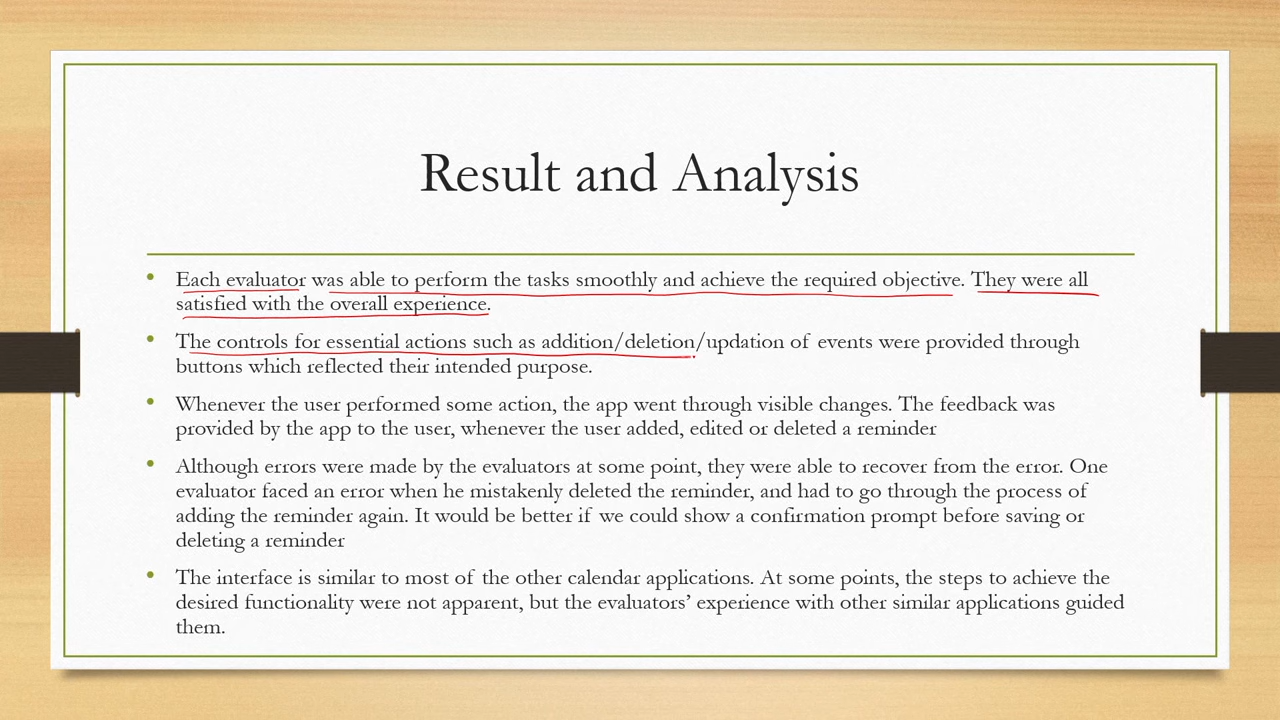 Result and Analysis
• Each evaluator was able to perform the tasks smoothly and achieve the required objective. They were all
satisfied with the overall experience.
• The controls for essential actions such as addition/deletion/updation of events were provided through
buttons which reflected their intended purpose.
• Whenever the user performed some action, the app went through visible changes. The feedback was
provided by the app to the user, whenever the user added, edited or deleted a reminder
• Although errors were made by the evaluators at some point, they were able to recover from the error. One
evaluator faced an error when he mistakenly deleted the reminder, and had to go through the process of
adding the reminder again. It would be better if we could show a confirmation prompt before saving or
deleting a reminder
• The interface is similar to most of the other calendar applications. At some points, the steps to achieve the
desired functionality were not apparent, but the evaluators’ experience with other similar applications guided
them.